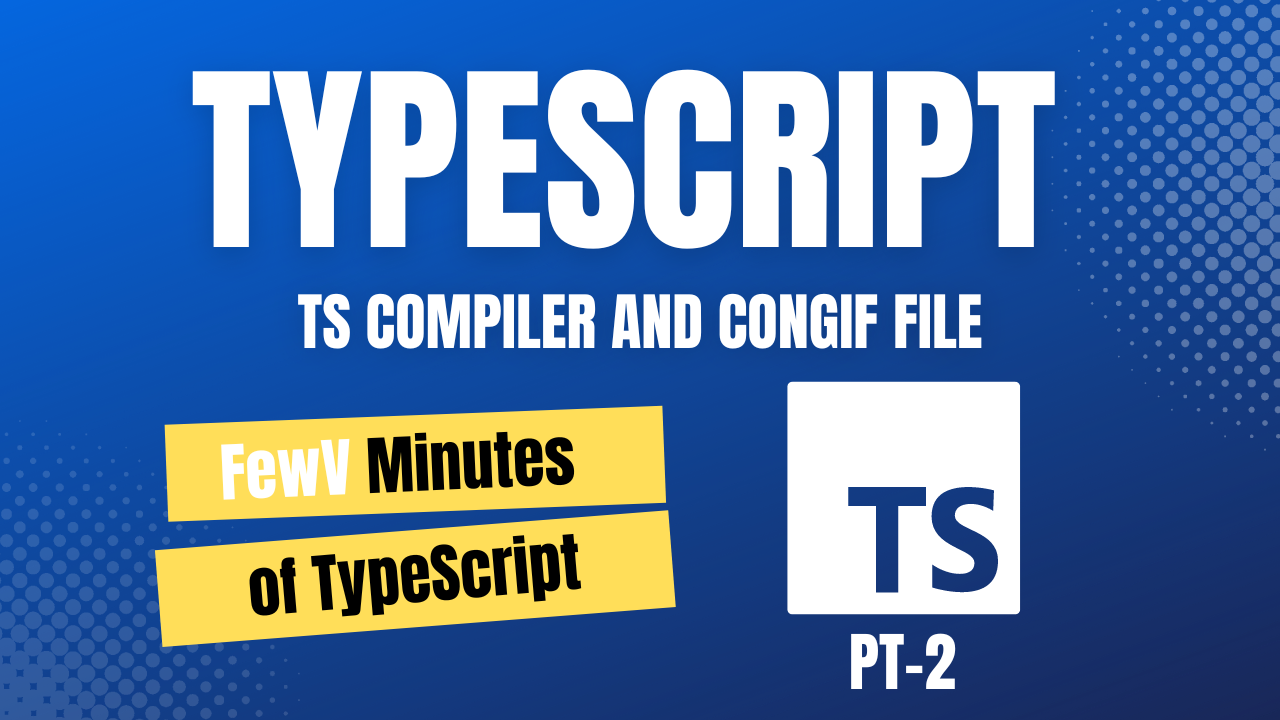 TYPESCRIPT
TS COMPILER AND CONGIF FILE
FewV Minutes
of TypeScript
TS
PT-2